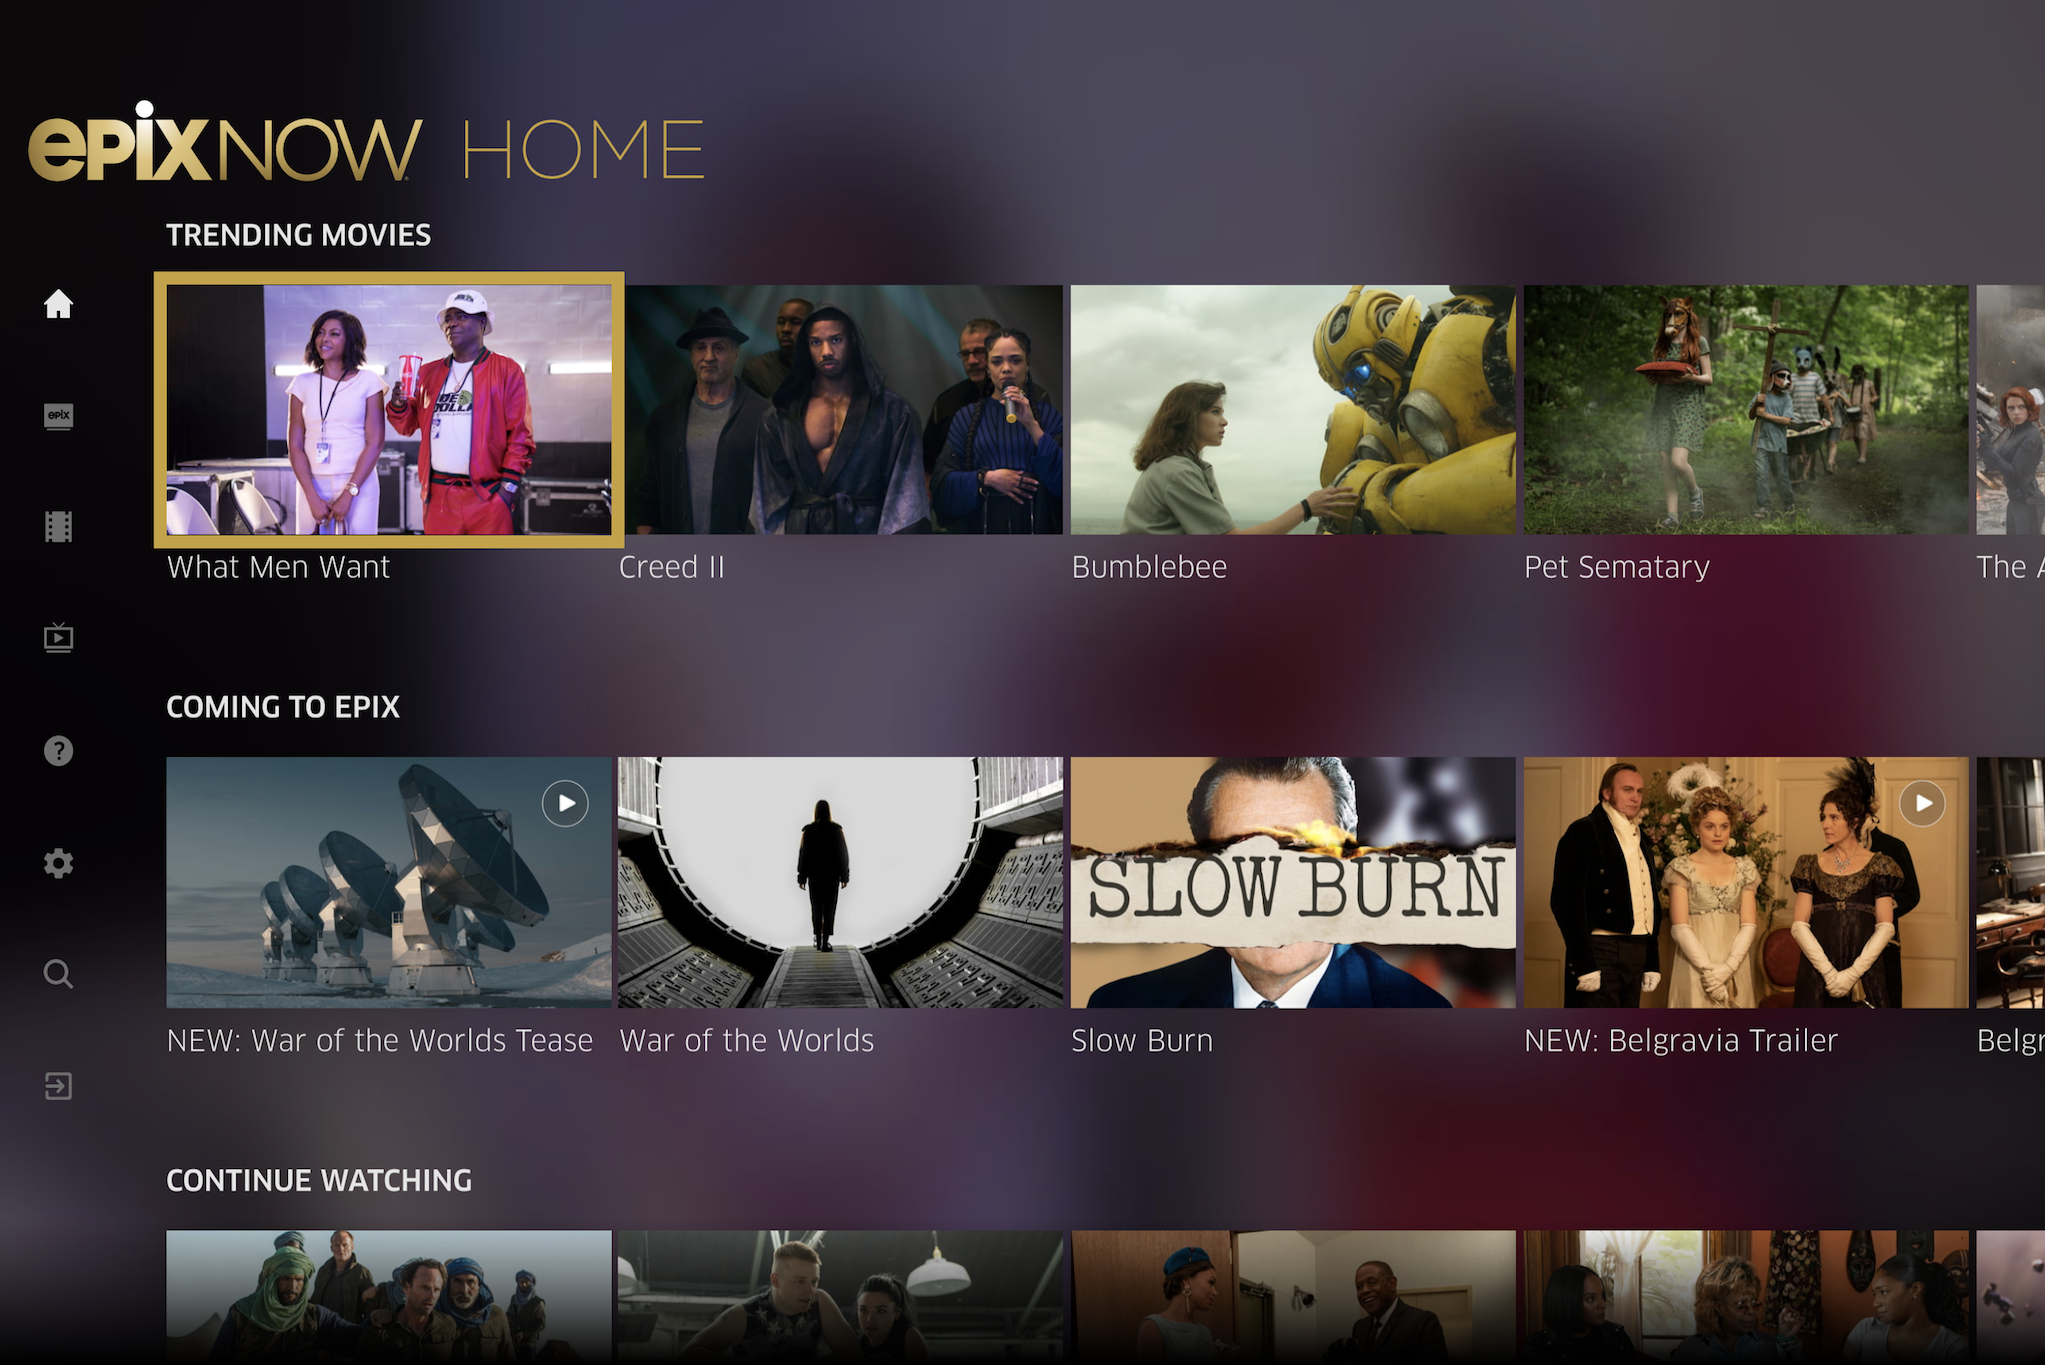 epix NOW HOME
TRENDING MOVIES
What Men Want
Creed II
Bumblebee
Pet Sematary
The
COMING TO EPIX
epix
SLOW BURN
NEW: War of the Worlds Tease
War of the Worlds
Slow Burn
NEW: Belgravia Trailer
CONTINUE WATCHING